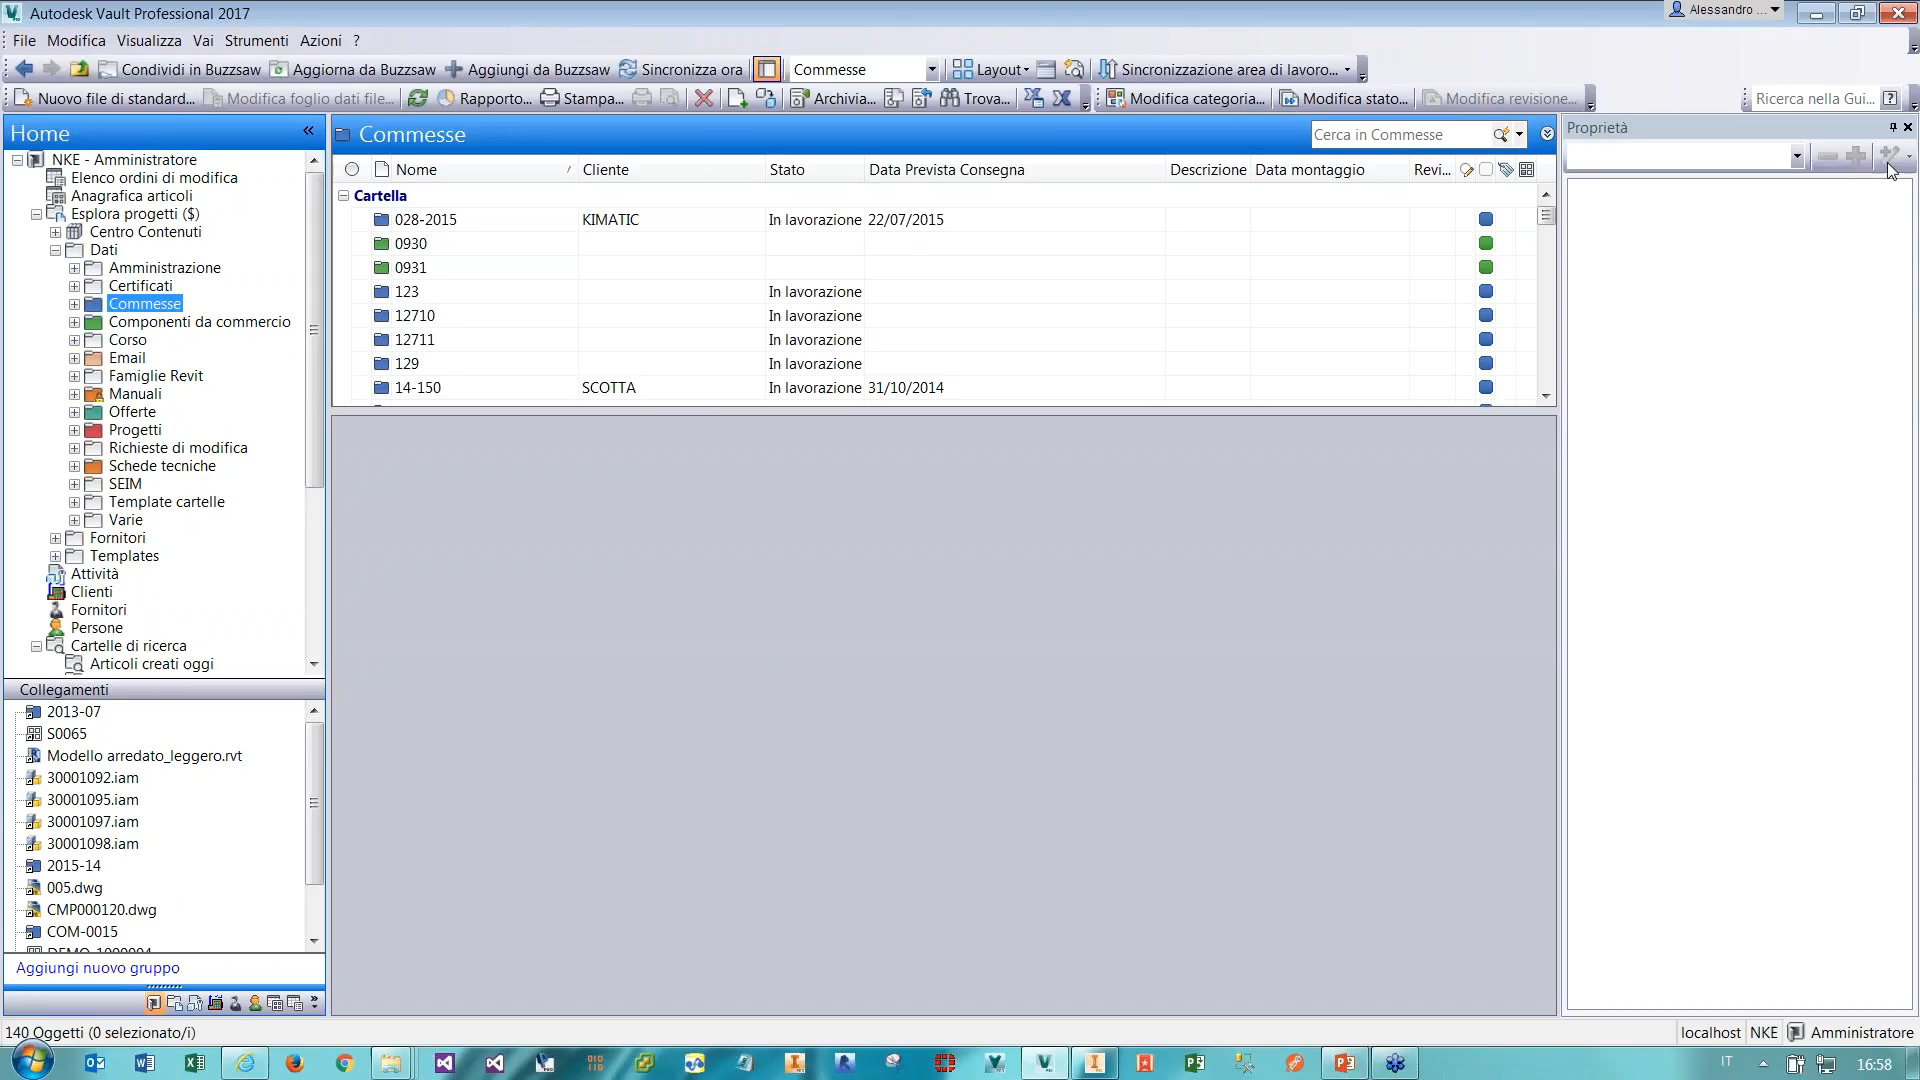 Autodesk Vault Professional 2017
Alessandro ...
File Modifica Visualizza Vai Strumenti Azioni ?
Condividi in Buzzsaw Aggiorna da Buzzsaw Aggiungi da Buzzsaw Sincronizza ora Commesse Layout Sincronizzazione area di lavoro...
Nuovo file di standard... Modifica foglio dati file... Rapporto... Stampa... Archivia... Trova... Modifica categoria... Modifica stato... Modifica revisione... Ricerca nella Gui...
Home
NKE - Amministratore
Elenco ordini di modifica
Anagrafica articoli
Esplora progetti ($)
Centro Contenuti
Dati
Amministrazione
Certificati
Commesse
Componenti da commercio
Corso
Email
Famiglie Revit
Manuali
Offerte
Progetti
Richieste di modifica
Schede tecniche
SEIM
Template cartelle
Varie
Fornitori
Templates
Attività
Clienti
Fornitori
Persone
Cartelle di ricerca
Articoli creati oggi
Collegamenti
2013-07
S0065
Modello arredato_leggero.rvt
30001092.iam
30001095.iam
30001097.iam
30001098.iam
2015-14
005.dwg
CMP000120.dwg
COM-0015
Aggiungi nuovo gruppo
Commesse
Cerca in Commesse
Nome Cliente Stato Data Prevista Consegna Descrizione Data montaggio Revi...
Cartella
028-2015 KIMATIC In lavorazione 22/07/2015
0930
0931
123 In lavorazione
12710 In lavorazione
12711 In lavorazione
129 In lavorazione
14-150 SCOTTA In lavorazione 31/10/2014
Proprietà
140 Oggetti (0 selezionato/i)
localhost NKE Amministratore
IT 16:58